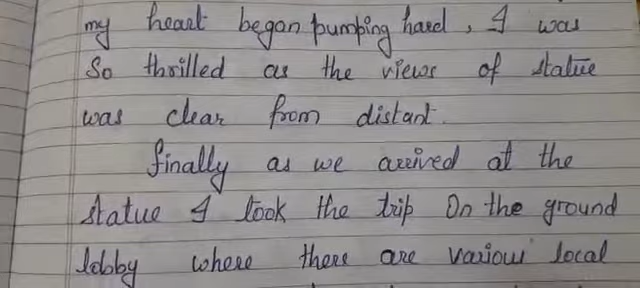 my heart began pumping hard, I was
So thrilled as the views of statue
was clear from distant.
finally as we arrived at the
statue I took the trip On the ground
lobby where there are various local